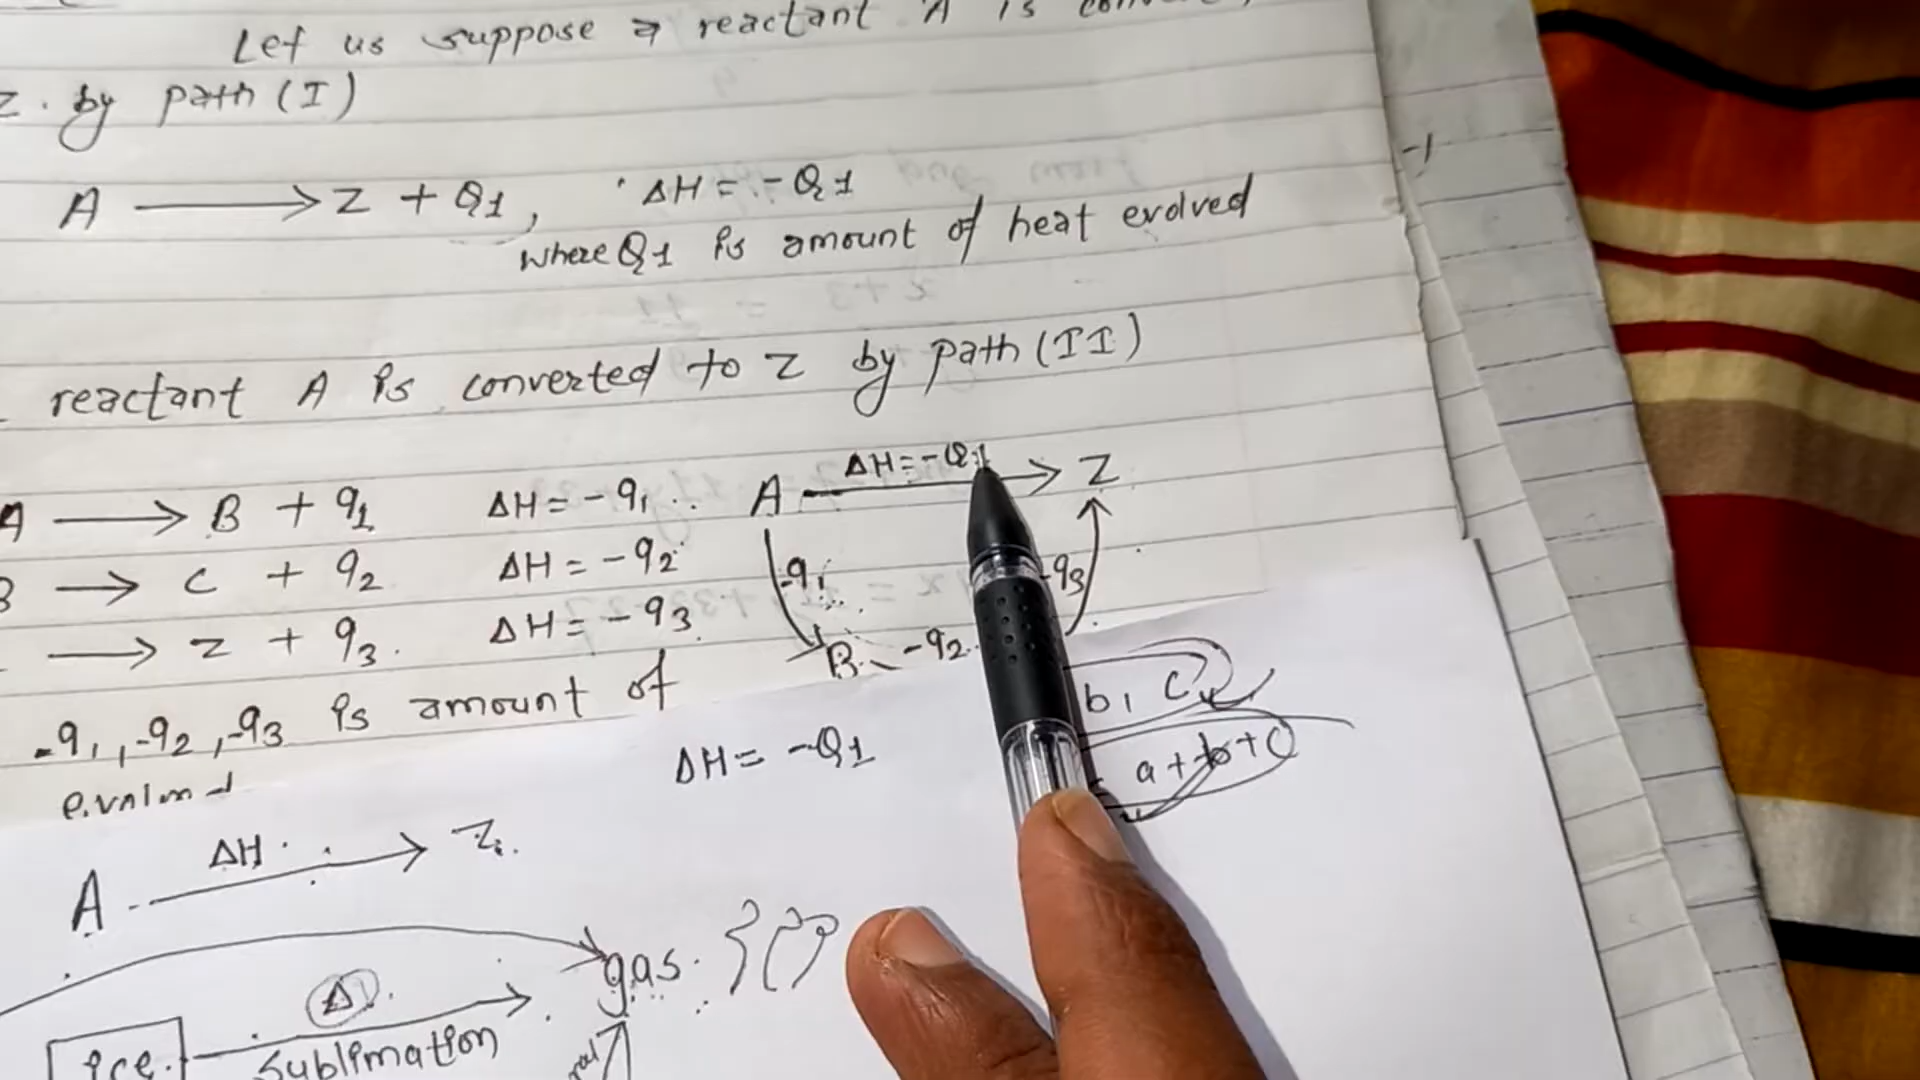 Let us suppose a reactant A is
Z. by path (I)
A ⟶ Z + Q1, ΔH = -Q1
where Q1 is amount of heat evolved
reactant A is converted to Z by path (II)
A ⟶ B + q1 ΔH = -q1
B ⟶ C + q2 ΔH = -q2
⟶ Z + q3. ΔH = -q3
A ΔH = -Q1 ⟶ Z
-q1
-q3
B -q2
-q1, -q2, -q3 is amount of
b, c
ΔH = -Q1
a + b + c
A ΔH ⟶ Z.
gas.
Δ
ice. Sublimation